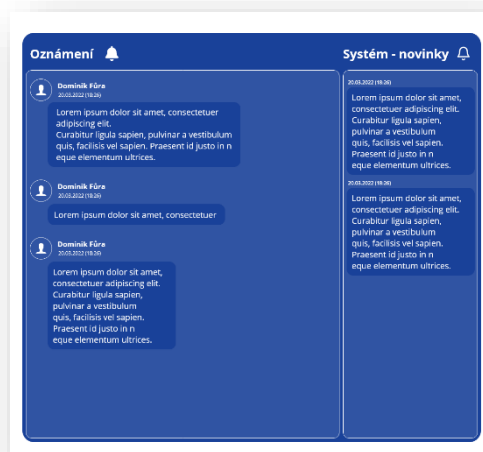 Oznámení
Dominik Fůra
20.03.2022 (18:26)
Lorem ipsum dolor sit amet, consectetuer
adipiscing elit.
Curabitur ligula sapien, pulvinar a vestibulum
quis, facilisis vel sapien. Praesent id justo in n
eque elementum ultrices.
Dominik Fůra
20.03.2022 (18:26)
Lorem ipsum dolor sit amet, consectetuer
Dominik Fůra
20.03.2022 (18:26)
Lorem ipsum dolor sit amet,
consectetuer adipiscing elit.
Curabitur ligula sapien,
pulvinar a vestibulum
quis, facilisis vel sapien.
Praesent id justo in n
eque elementum ultrices.
Systém - novinky
20.03.2022 (18:26)
Lorem ipsum dolor sit amet,
consectetuer adipiscing elit.
Curabitur ligula sapien,
pulvinar a vestibulum
quis, facilisis vel sapien.
Praesent id justo in n
eque elementum ultrices.
20.03.2022 (18:26)
Lorem ipsum dolor sit amet,
consectetuer adipiscing elit.
Curabitur ligula sapien,
pulvinar a vestibulum
quis, facilisis vel sapien.
Praesent id justo in n
eque elementum ultrices.